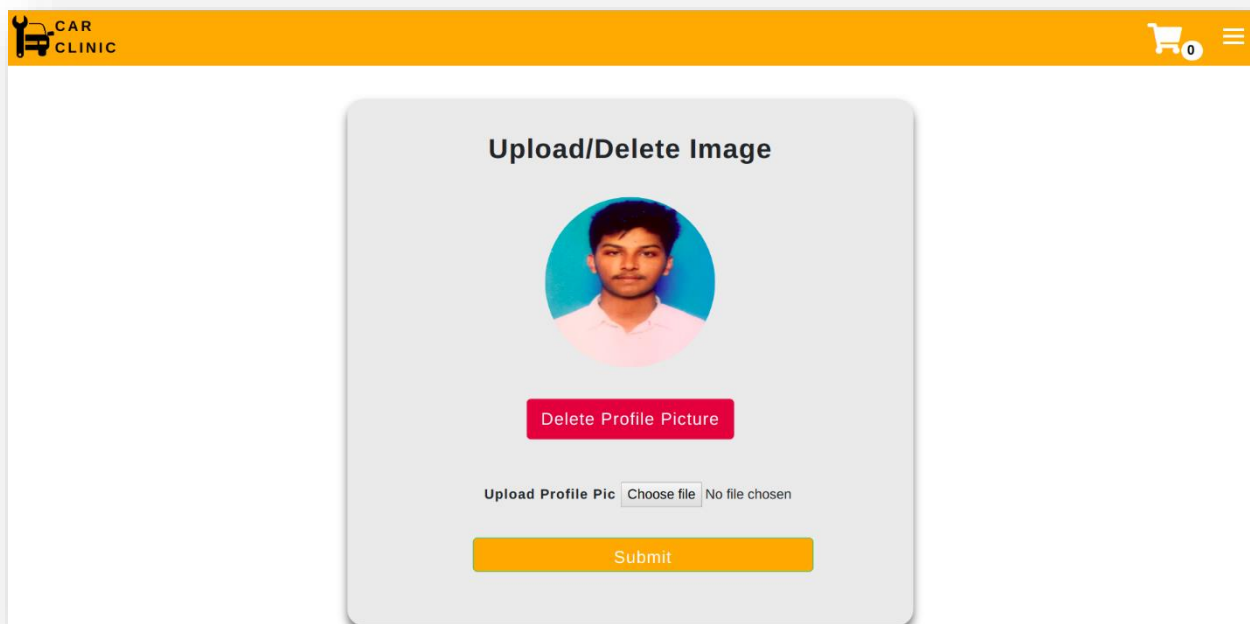 CAR
CLINIC
0
Upload/Delete Image
Delete Profile Picture
Upload Profile Pic Choose file No file chosen
Submit